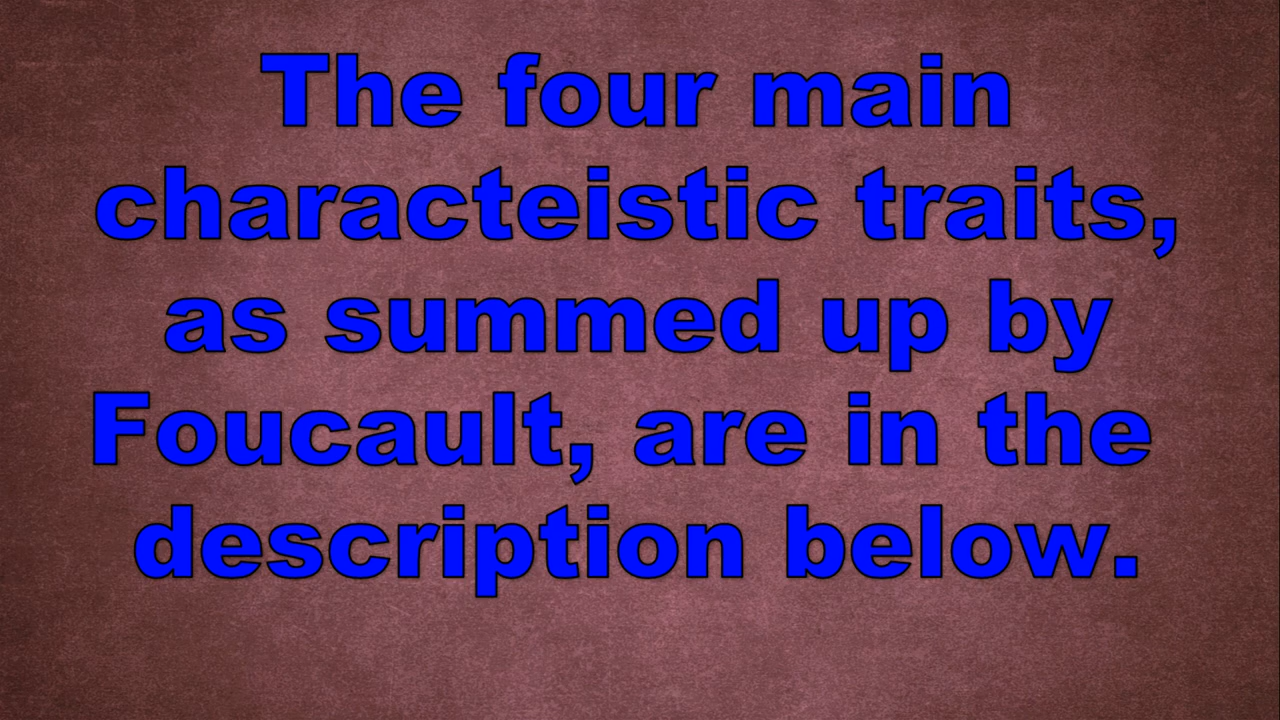 The four main
characteistic traits,
as summed up by
Foucault, are in the
description below.